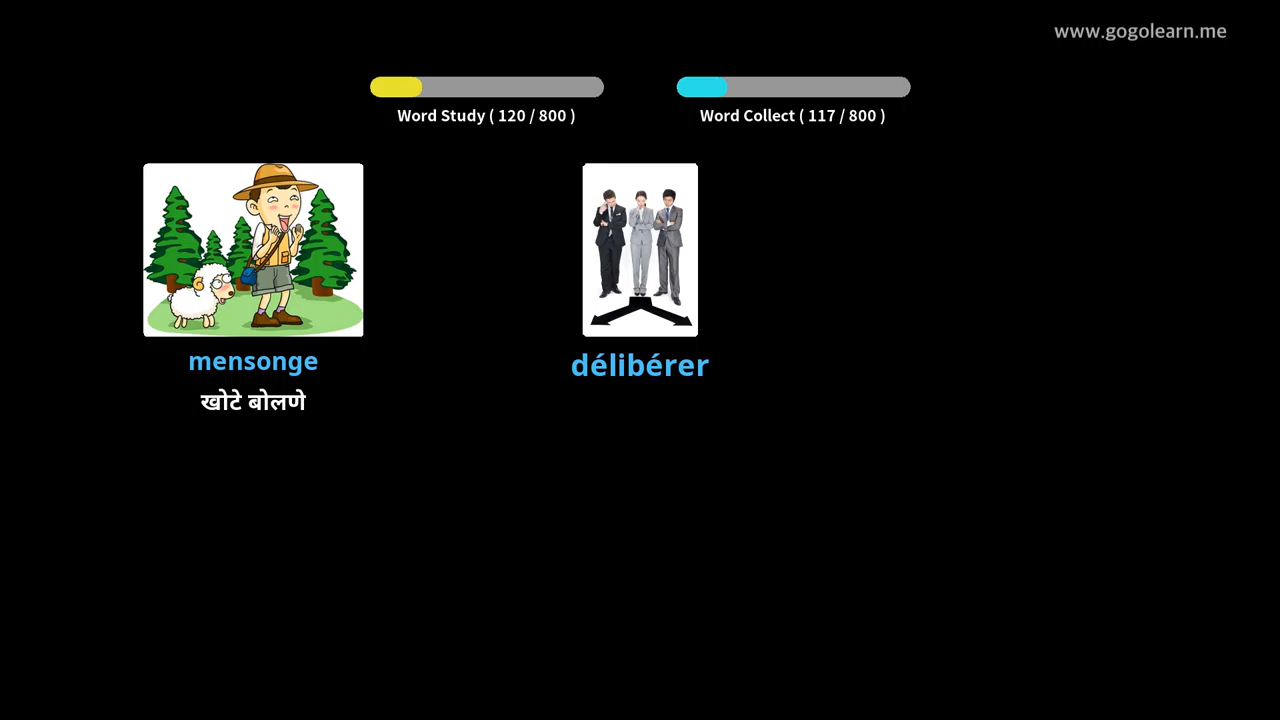 www.gogolearn.me
Word Study ( 120 / 800 )
Word Collect ( 117 / 800 )
mensonge
खोटे बोलणे
délibérer